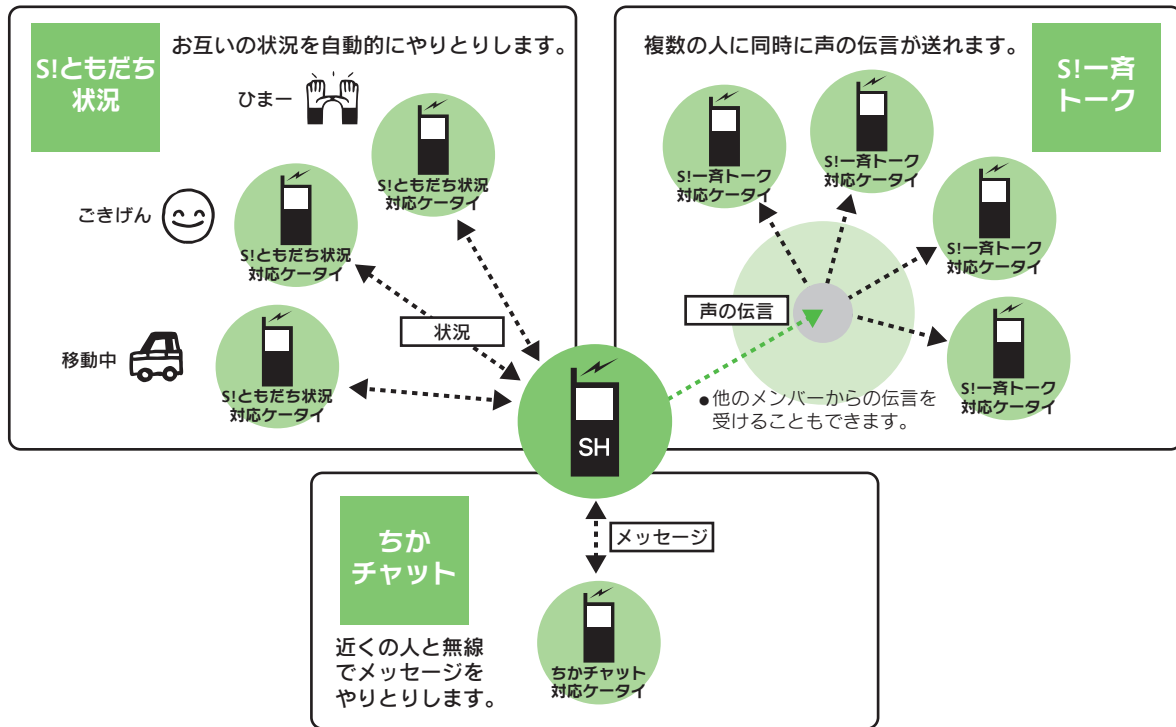 S!ともだち
状況
お互いの状況を自動的にやりとりします。
ひまー
S!ともだち状況
対応ケータイ
ごきげん
S!ともだち状況
対応ケータイ
状況
移動中
S!ともだち状況
対応ケータイ
複数の人に同時に声の伝言が送れます。
S!一斉
トーク
S!一斉トーク
対応ケータイ
S!一斉トーク
対応ケータイ
S!一斉トーク
対応ケータイ
声の伝言
S!一斉トーク
対応ケータイ
●他のメンバーからの伝言を
受けることもできます。
SH
ちか
チャット
メッセージ
近くの人と無線
でメッセージを
やりとりします。
ちかチャット
対応ケータイ